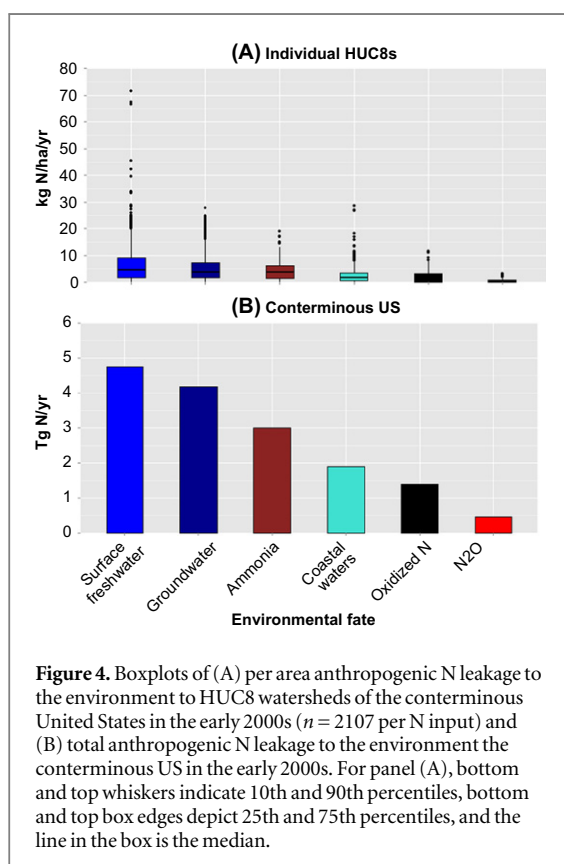 (A) Individual HUC8s
kg N/ha/yr
80
70
60
50
40
30
20
10
0
(B) Conterminous US
Tg N/yr
6
5
4
3
2
1
0
Surface
freshwater
Groundwater
Ammonia
Coastal
waters
Oxidized N
N2O
Environmental fate
Figure 4. Boxplots of (A) per area anthropogenic N leakage to
the environment to HUC8 watersheds of the conterminous
United States in the early 2000s (n = 2107 per N input) and
(B) total anthropogenic N leakage to the environment the
conterminous US in the early 2000s. For panel (A), bottom
and top whiskers indicate 10th and 90th percentiles, bottom
and top box edges depict 25th and 75th percentiles, and the
line in the box is the median.